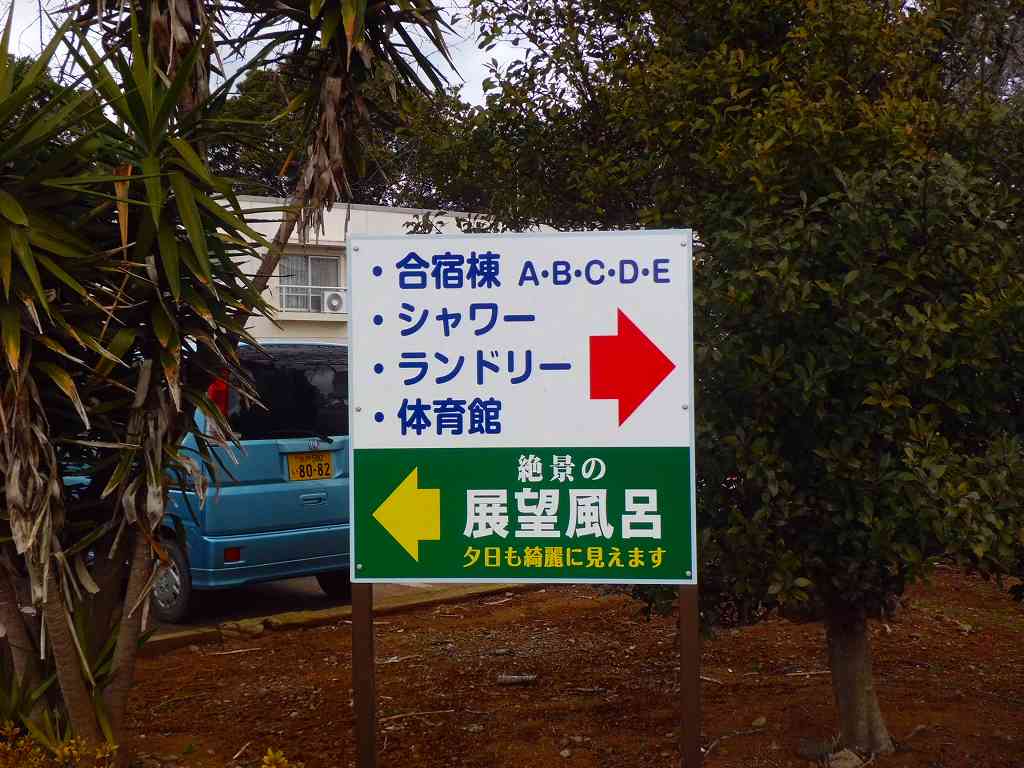 ・合宿棟 A・B・C・D・E
・シャワー
・ランドリー
・体育館
絶景の
展望風呂
夕日も綺麗に見えます
80-82